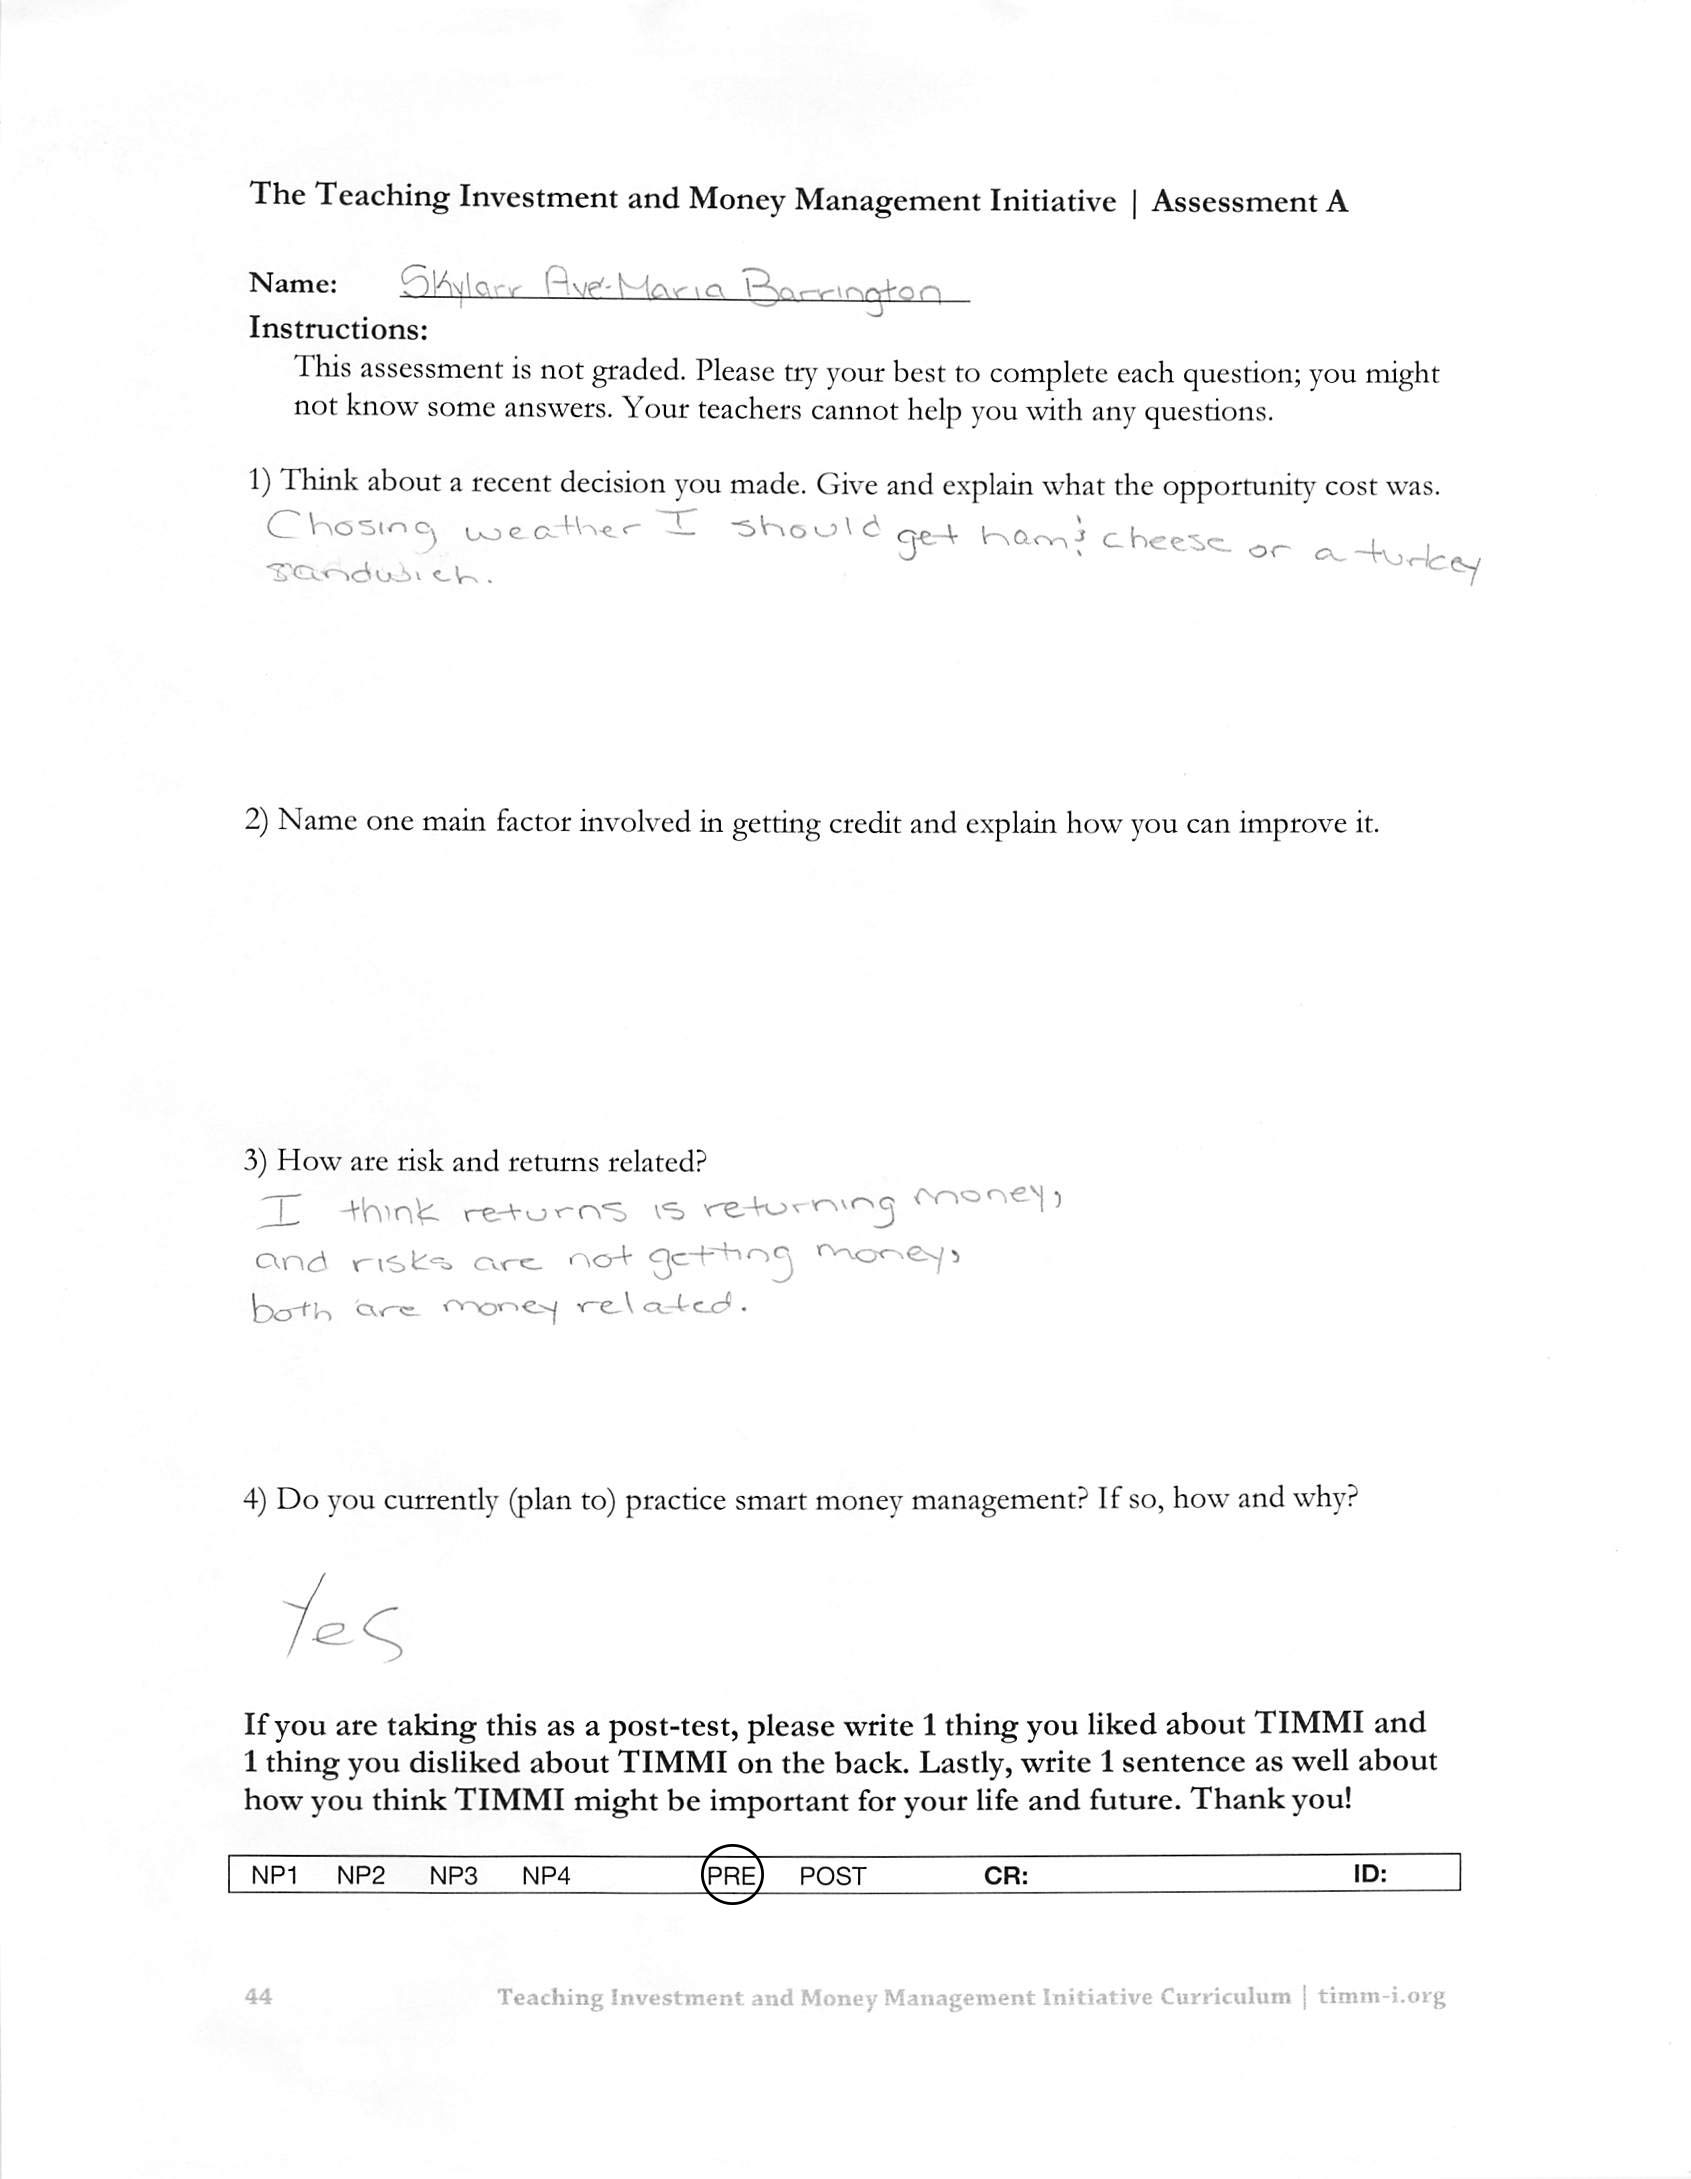 The Teaching Investment and Money Management Initiative | Assessment A
Name: Skylarr Ave-Maria Barrington
Instructions:
This assessment is not graded. Please try your best to complete each question; you might
not know some answers. Your teachers cannot help you with any questions.
1) Think about a recent decision you made. Give and explain what the opportunity cost was.
Chosing weather I should get ham & cheese or a turkey
sandwich.
2) Name one main factor involved in getting credit and explain how you can improve it.
3) How are risk and returns related?
I think returns is returning money,
and risks are not getting money,
both are money related.
4) Do you currently (plan to) practice smart money management? If so, how and why?
Yes
If you are taking this as a post-test, please write 1 thing you liked about TIMMI and
1 thing you disliked about TIMMI on the back. Lastly, write 1 sentence as well about
how you think TIMMI might be important for your life and future. Thank you!
NP1 NP2 NP3 NP4 PRE POST CR: ID:
44 Teaching Investment and Money Management Initiative Curriculum | timm-i.org